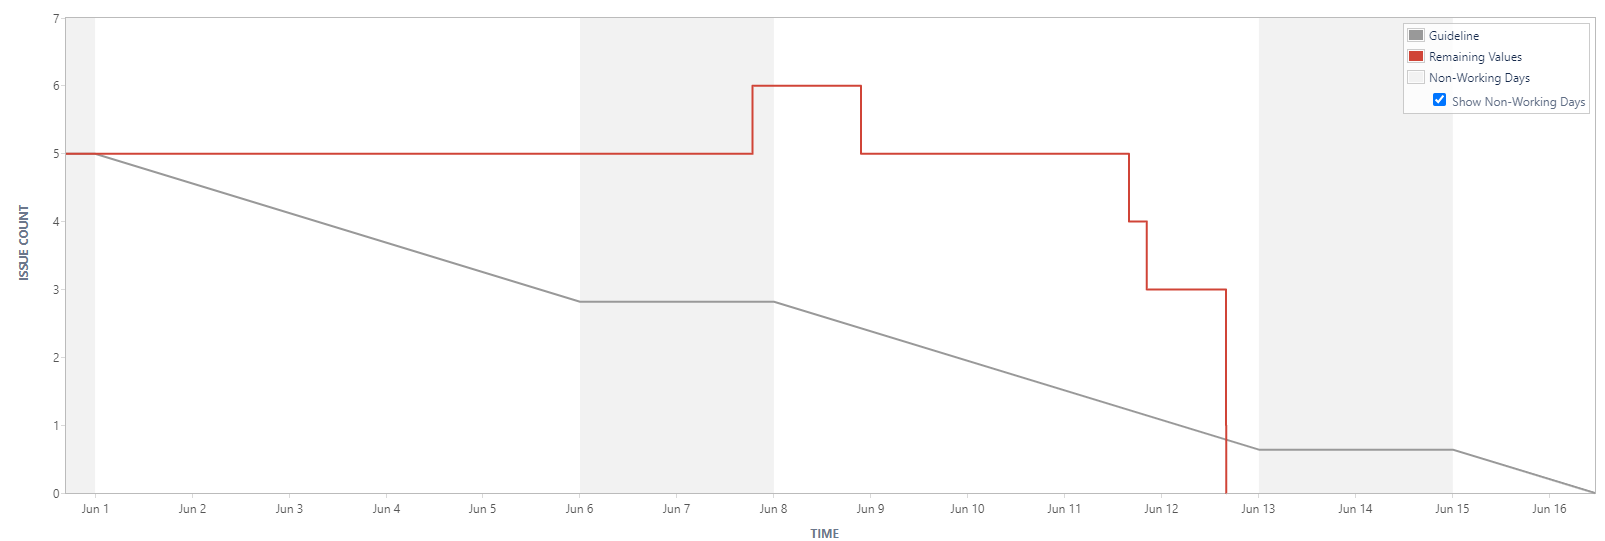 7
6
5
4
3
2
1
0
ISSUE COUNT
Guideline
Remaining Values
Non-Working Days
Show Non-Working Days
Jun 1 Jun 2 Jun 3 Jun 4 Jun 5 Jun 6 Jun 7 Jun 8 Jun 9 Jun 10 Jun 11 Jun 12 Jun 13 Jun 14 Jun 15 Jun 16
TIME